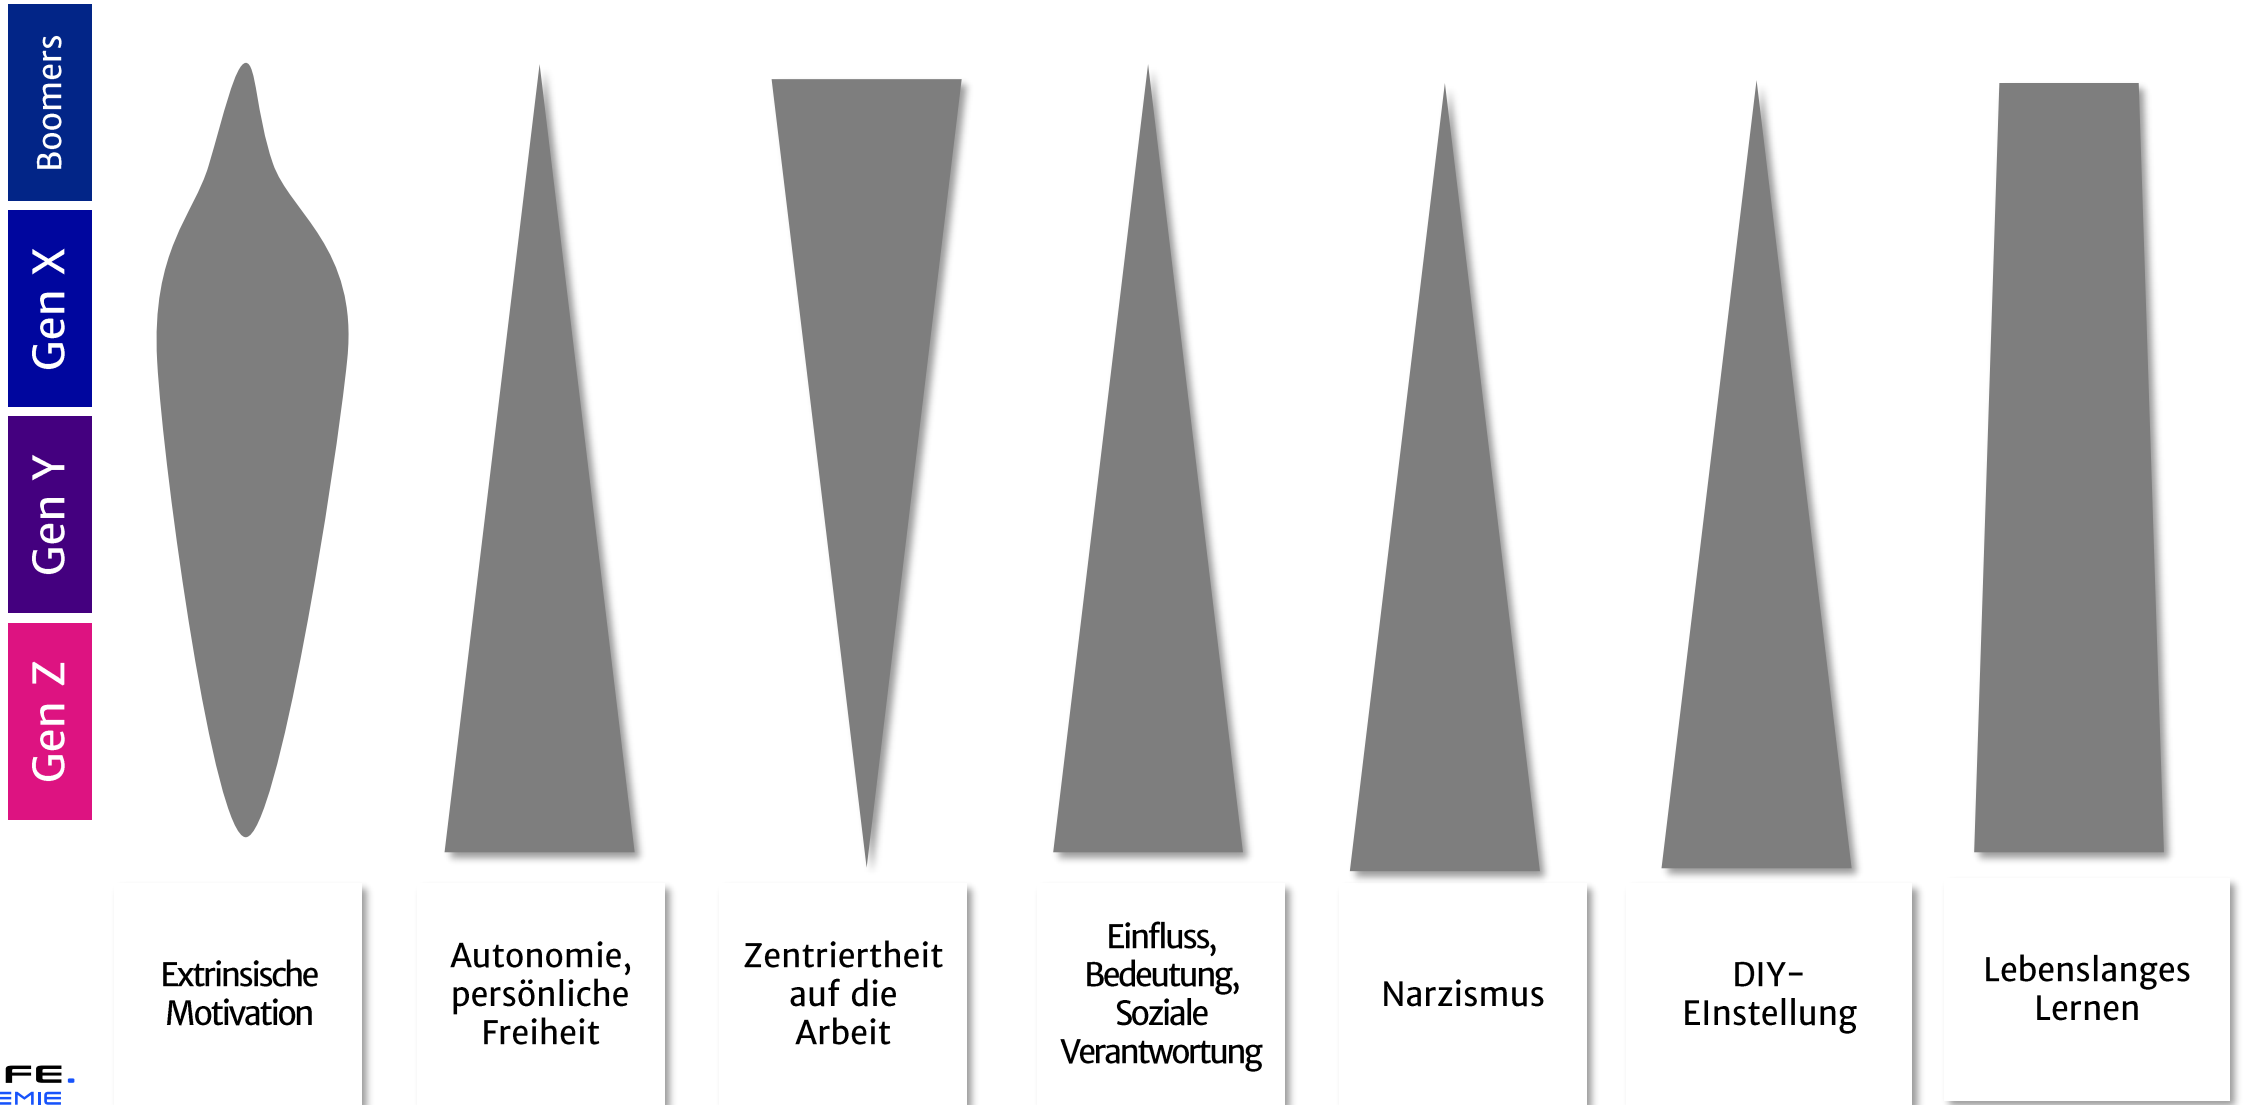 Boomers
Gen X
Gen Y
Gen Z
Extrinsische
Motivation
Autonomie,
persönliche
Freiheit
Zentriertheit
auf die
Arbeit
Einfluss,
Bedeutung,
Soziale
Verantwortung
Narzismus
DIY-
EInstellung
Lebenslanges
Lernen
FE.
EMIE